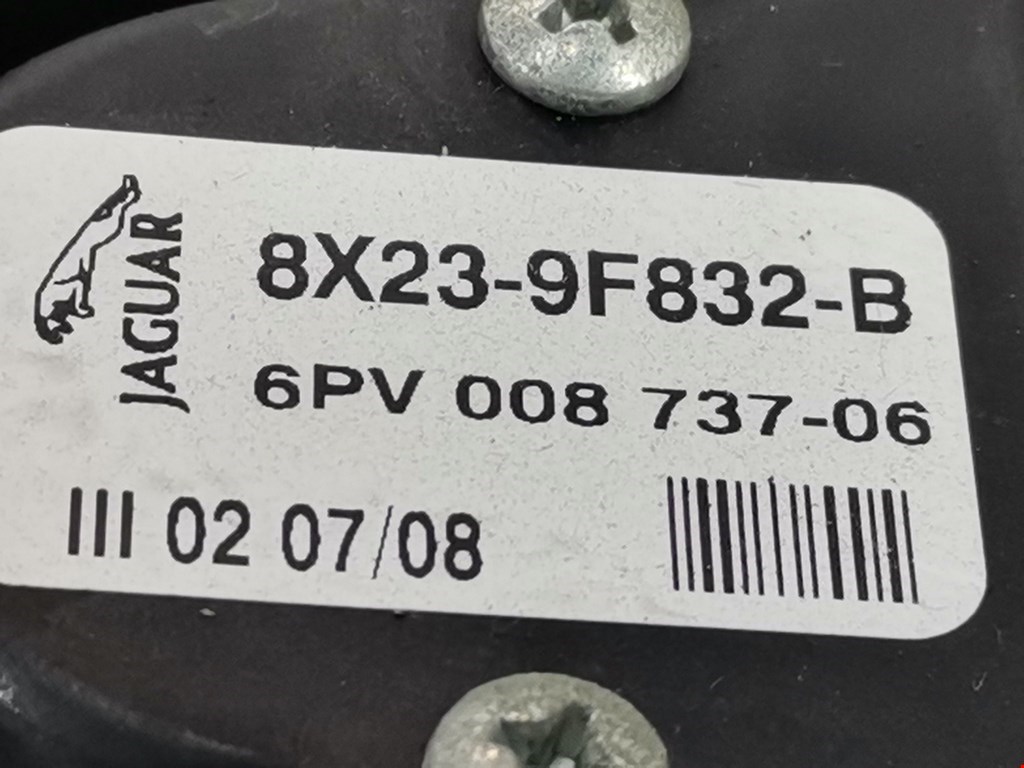 JAGUAR
8X23-9F832-B
6PV 008 737-06
III 02 07/08